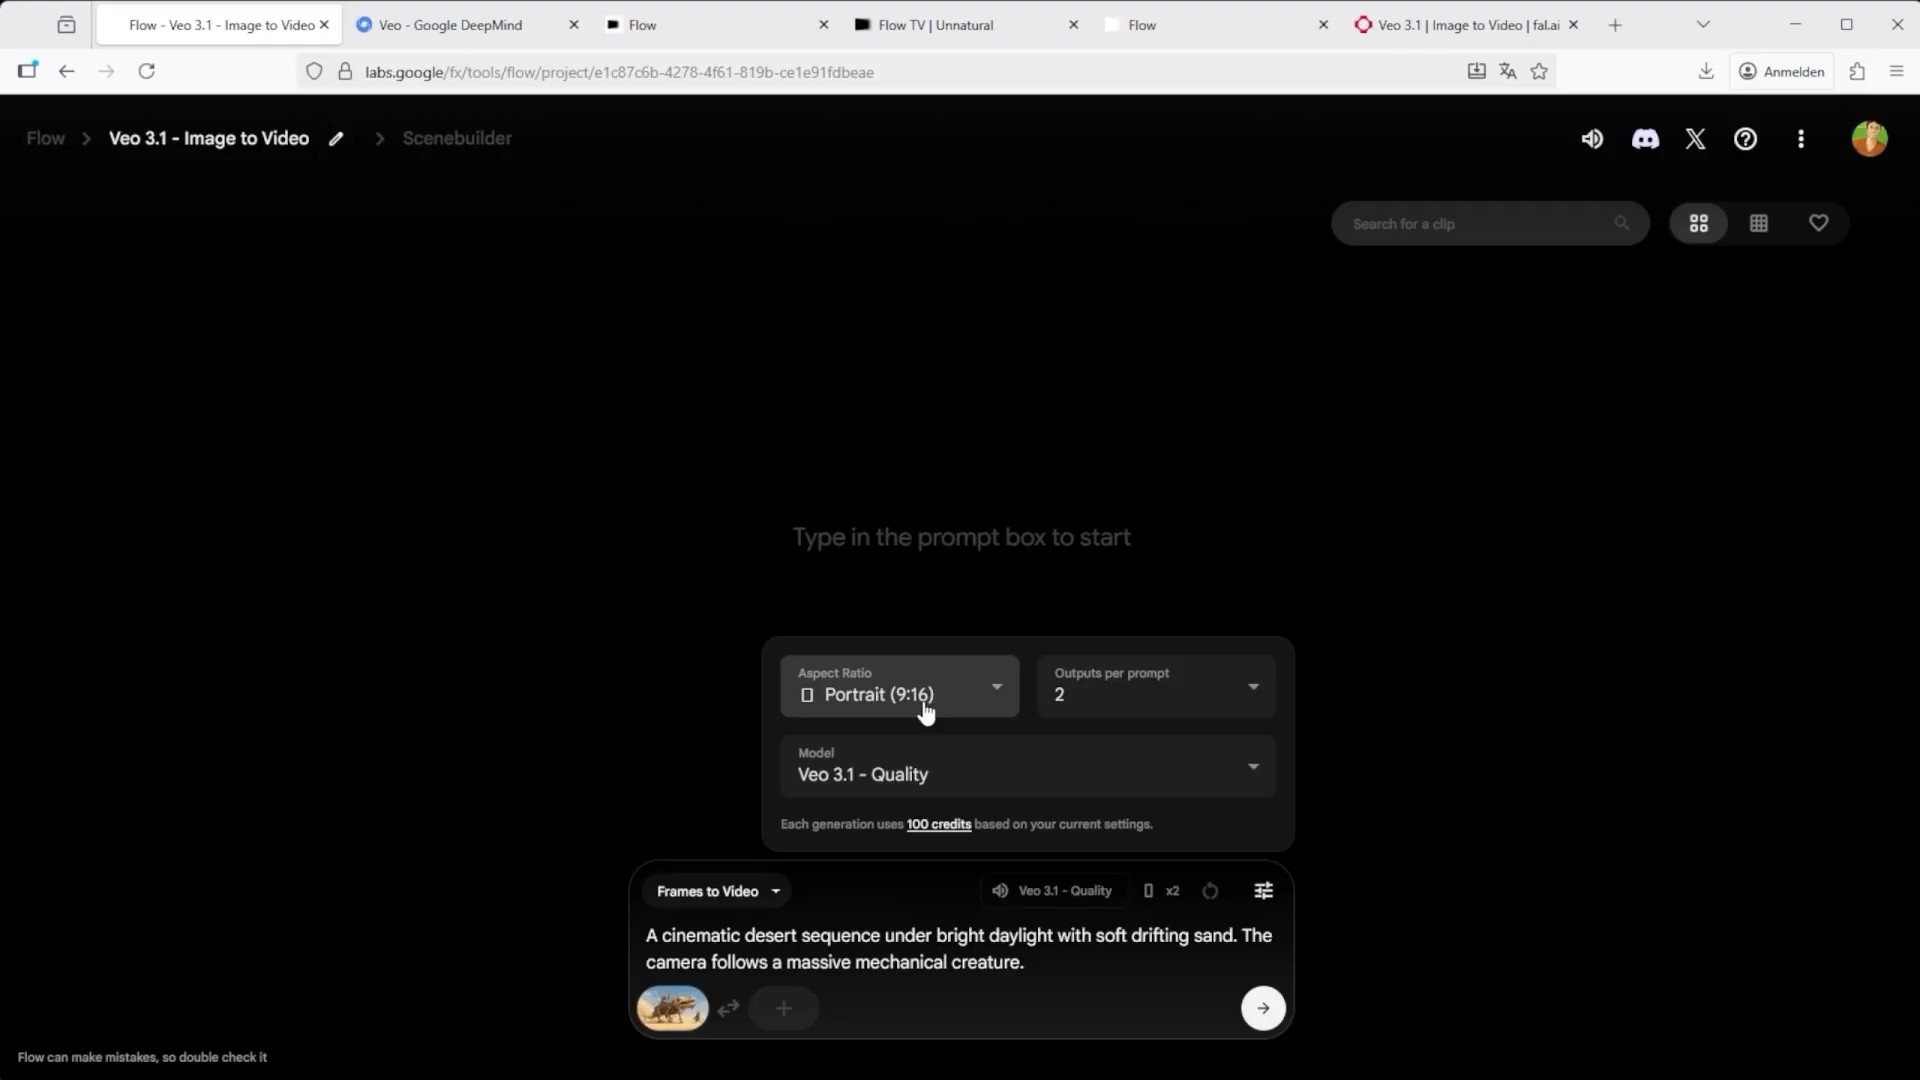 Flow - Veo 3.1 - Image to Video
Veo - Google DeepMind
Flow
Flow TV | Unnatural
Flow
Veo 3.1 | Image to Video | fal.ai
labs.google/fx/tools/flow/project/e1c87c6b-4278-4f61-819b-ce1e91fdbeae
Anmelden
Flow
Veo 3.1 - Image to Video
Scenebuilder
Search for a clip
Type in the prompt box to start
Aspect Ratio
Portrait (9:16)
Outputs per prompt
2
Model
Veo 3.1 - Quality
Each generation uses 100 credits based on your current settings.
Frames to Video
Veo 3.1 - Quality
x2
A cinematic desert sequence under bright daylight with soft drifting sand. The
camera follows a massive mechanical creature.
Flow can make mistakes, so double check it